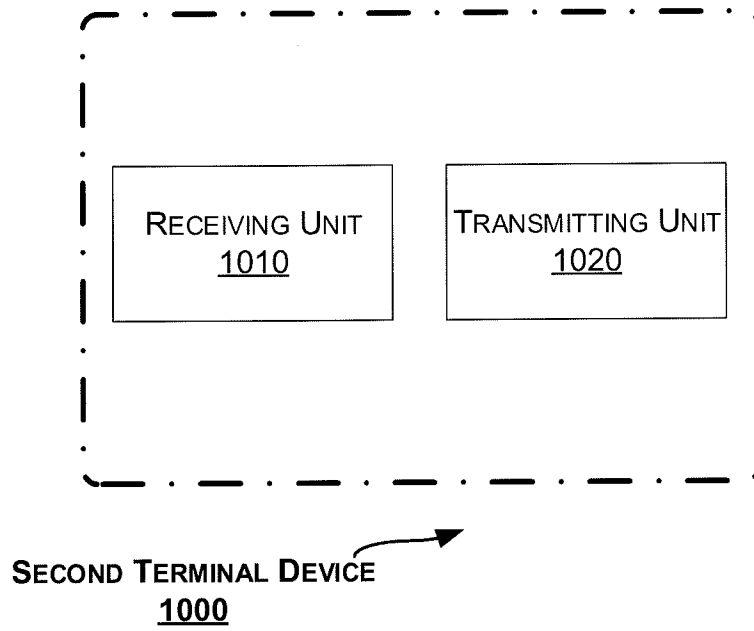 RECEIVING UNIT
1010
TRANSMITTING UNIT
1020
SECOND TERMINAL DEVICE
1000